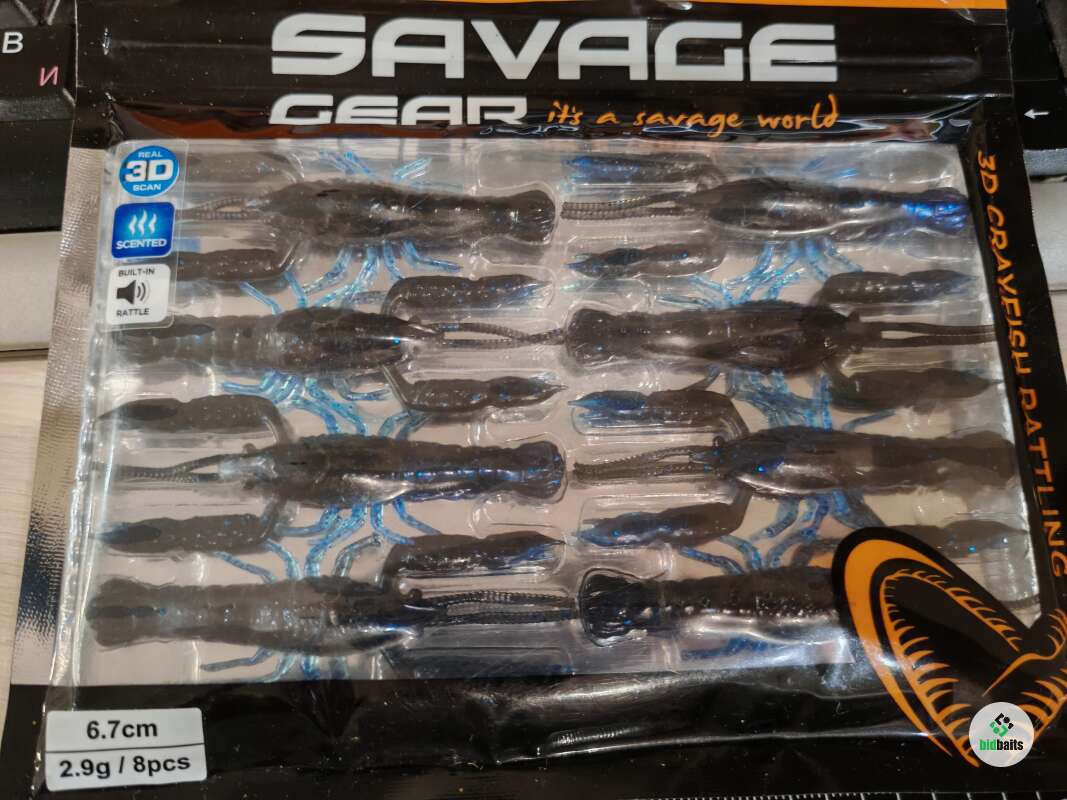 В
И
SAVAGE
GEAR it's a savage world
REAL
3D
SCAN
SCENTED
BUILT-IN
RATTLE
3D CRAYFISH RATTLING
←
6.7cm
2.9g / 8pcs
bidbaits